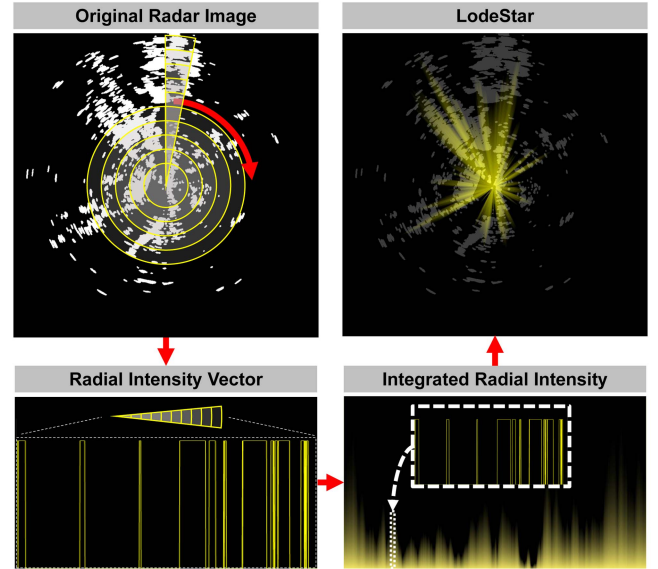 Original Radar Image
LodeStar
Radial Intensity Vector
Integrated Radial Intensity